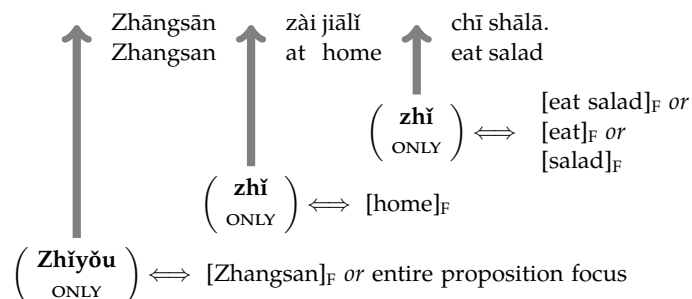 Zhāngsān zài jiālǐ chī shālā.
Zhangsan at home eat salad
( zhǐ ONLY ) ⟺ [eat salad]F or
[eat]F or
[salad]F
( zhǐ ONLY ) ⟺ [home]F
( Zhǐyǒu ONLY ) ⟺ [Zhangsan]F or entire proposition focus